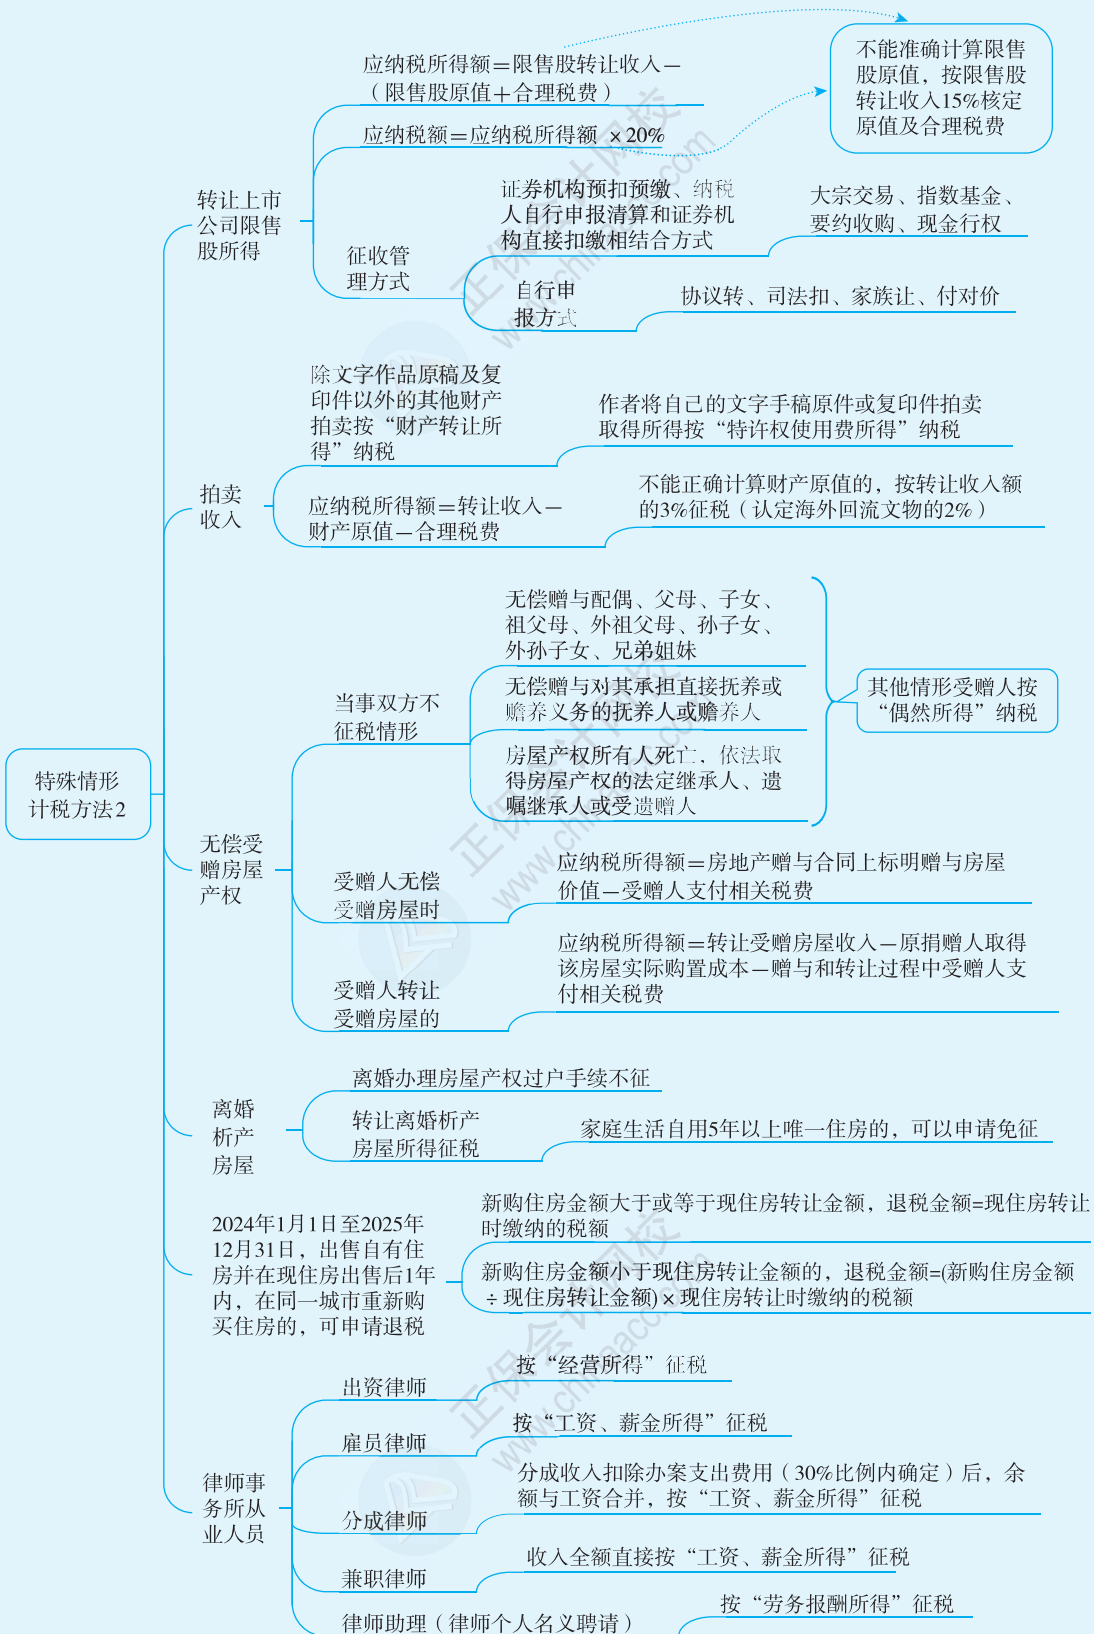 特殊情形
计税方法2
转让上市
公司限售
股所得
应纳税所得额＝限售股转让收入－
（限售股原值＋合理税费）
应纳税额＝应纳税所得额 ×20%
不能准确计算限售
股原值，按限售股
转让收入15%核定
原值及合理税费
征收管
理方式
证券机构预扣预缴、纳税
人自行申报清算和证券机
构直接扣缴相结合方式
大宗交易、指数基金、
要约收购、现金行权
自行申
报方式
协议转、司法扣、家族让、付对价
拍卖
收入
除文字作品原稿及复
印件以外的其他财产
拍卖按“财产转让所
得”纳税
作者将自己的文字手稿原件或复印件拍卖
取得所得按“特许权使用费所得”纳税
应纳税所得额＝转让收入－
财产原值－合理税费
不能正确计算财产原值的，按转让收入额
的3%征税（认定海外回流文物的2%）
无偿受
赠房屋
产权
当事双方不
征税情形
无偿赠与配偶、父母、子女、
祖父母、外祖父母、孙子女、
外孙子女、兄弟姐妹
无偿赠与对其承担直接抚养或
赡养义务的抚养人或赡养人
房屋产权所有人死亡，依法取
得房屋产权的法定继承人、遗
嘱继承人或受遗赠人
其他情形受赠人按
“偶然所得”纳税
受赠人无偿
受赠房屋时
应纳税所得额＝房地产赠与合同上标明赠与房屋
价值－受赠人支付相关税费
受赠人转让
受赠房屋的
应纳税所得额＝转让受赠房屋收入－原捐赠人取得
该房屋实际购置成本－赠与和转让过程中受赠人支
付相关税费
离婚
析产
房屋
离婚办理房屋产权过户手续不征
转让离婚析产
房屋所得征税
家庭生活自用5年以上唯一住房的，可以申请免征
2024年1月1日至2025年
12月31日，出售自有住
房并在现住房出售后1年
内，在同一城市重新购
买住房的，可申请退税
新购住房金额大于或等于现住房转让金额，退税金额=现住房转让
时缴纳的税额
新购住房金额小于现住房转让金额的，退税金额=(新购住房金额
÷现住房转让金额)×现住房转让时缴纳的税额
律师事
务所从
业人员
出资律师
按“经营所得”征税
雇员律师
按“工资、薪金所得”征税
分成律师
分成收入扣除办案支出费用（30%比例内确定）后，余
额与工资合并，按“工资、薪金所得”征税
兼职律师
收入全额直接按“工资、薪金所得”征税
律师助理（律师个人名义聘请）
按“劳务报酬所得”征税
正保会计网校
www.chinaacc.com
正保会计网校
www.chinaacc.com
正保会计网校
www.chinaacc.com